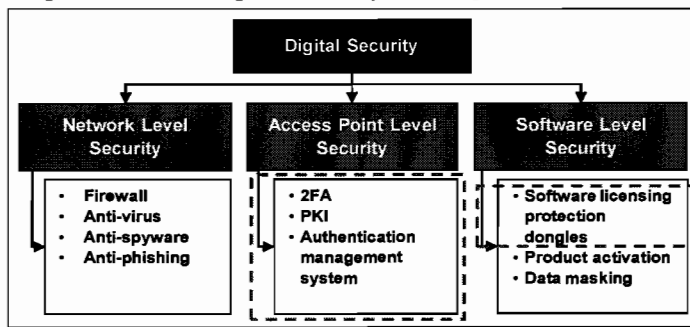 Digital Security
Network Level
Security
Access Point Level
Security
Software Level
Security
• Firewall
• Anti-virus
• Anti-spyware
• Anti-phishing
• 2FA
• PKI
• Authentication
management
system
• Software licensing
protection
dongles
• Product activation
• Data masking